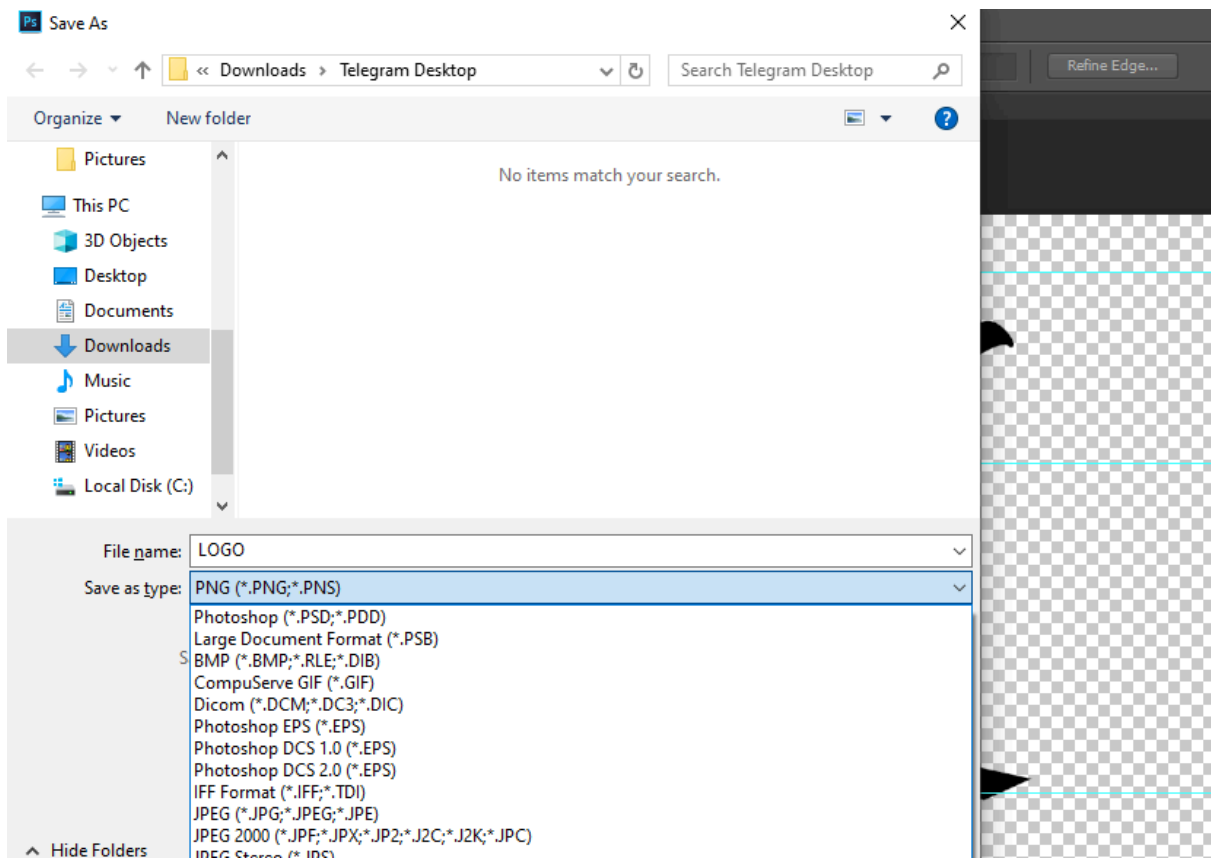 Ps Save As
Refine Edge...
« Downloads › Telegram Desktop
Search Telegram Desktop
Organize
New folder
?
No items match your search.
Pictures
This PC
3D Objects
Desktop
Documents
Downloads
Music
Pictures
Videos
Local Disk (C:)
File name: LOGO
Save as type: PNG (*.PNG;*.PNS)
Photoshop (*.PSD;*.PDD)
Large Document Format (*.PSB)
S
BMP (*.BMP;*.RLE;*.DIB)
CompuServe GIF (*.GIF)
Dicom (*.DCM;*.DC3;*.DIC)
Photoshop EPS (*.EPS)
Photoshop DCS 1.0 (*.EPS)
Photoshop DCS 2.0 (*.EPS)
IFF Format (*.IFF;*.TDI)
JPEG (*.JPG;*.JPEG;*.JPE)
JPEG 2000 (*.JPF;*.JPX;*.JP2;*.J2C;*.J2K;*.JPC)
JPEG Stereo (*.JPS)
Hide Folders